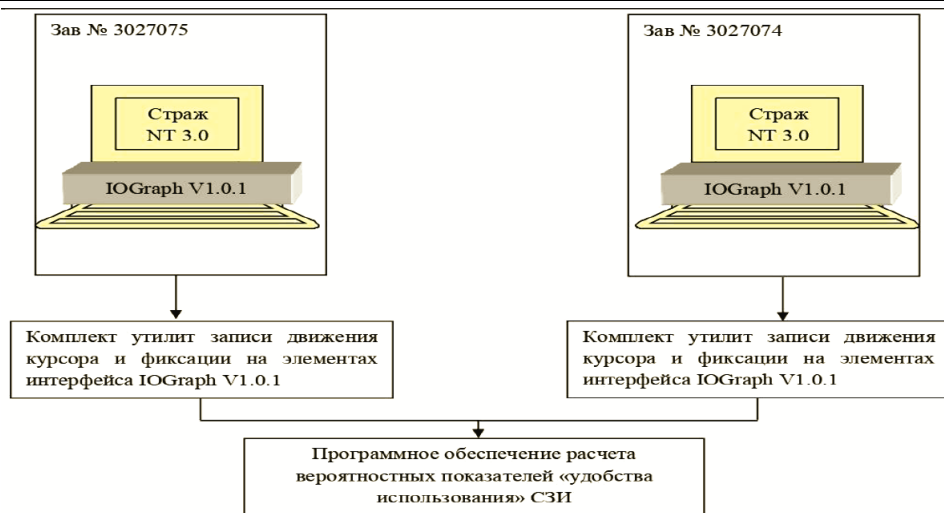 Зав № 3027075
Страж
NT 3.0
IOGraph V1.0.1
Зав № 3027074
Страж
NT 3.0
IOGraph V1.0.1
Комплект утилит записи движения
курсора и фиксации на элементах
интерфейса IOGraph V1.0.1
Комплект утилит записи движения
курсора и фиксации на элементах
интерфейса IOGraph V1.0.1
Программное обеспечение расчета
вероятностных показателей «удобства
использования» СЗИ